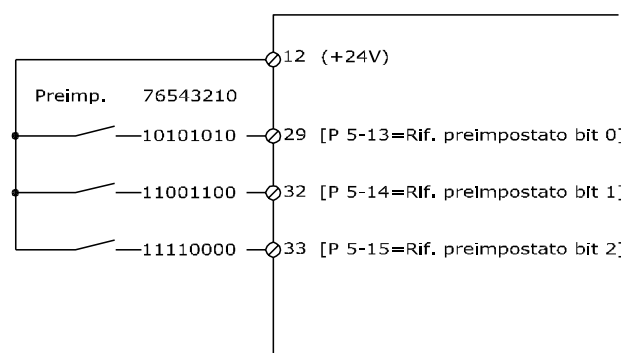 12 (+24V)
Preimp. 76543210
10101010 29 [P 5-13=Rif. preimpostato bit 0]
11001100 32 [P 5-14=Rif. preimpostato bit 1]
11110000 33 [P 5-15=Rif. preimpostato bit 2]